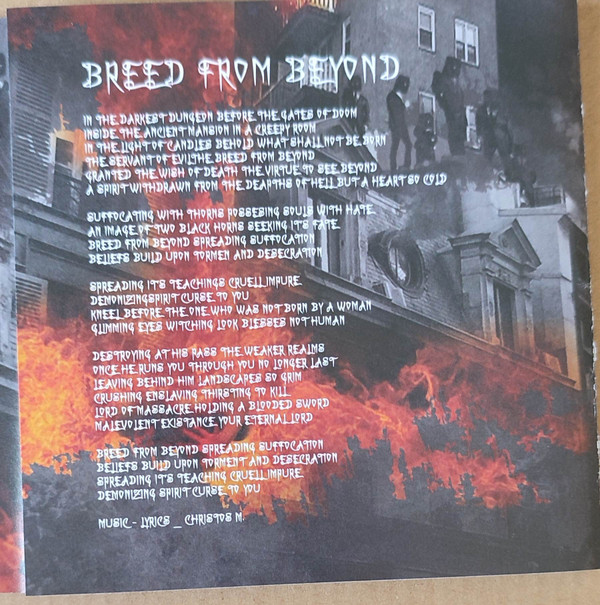 BREED FROM BEYOND
IN THE DARKEST DUNGEON BEFORE THE GATES OF DOOM
INSIDE THE ANCIENT MANSION IN A CREEPY ROOM
IN THE LIGHT OF CANDLES BEHOLD WHAT SHALL NOT BE BORN
THE SERVANT OF EVIL THE BREED FROM BEYOND
GRANTED THE WISH OF DEATH THE VIRTUE TO SEE BEYOND
A SPIRIT WITHDRAWN FROM THE DEAPTHS OF HELL BUT A HEART SO COLD
SUFFOCATING WITH THORNS POSSESING SOULS WITH HATE
AN IMAGE OF TWO BLACK HORNS SEEKING IT'S FATE
BREED FROM BEYOND SPREADING SUFFOCATION
BELIEFS BUILD UPON TORMEN AND DESECRATION
SPREADING IT'S TEACHINGS CRUELL IMPURE
DEMONIZING SPIRIT CURSE TO YOU
KNEEL BEFORE THE ONE WHO WAS NOT BORN BY A WOMAN
GLIMMING EYES WITCHING LOOK BLESSES NOT HUMAN
DESTROYING AT HIS PASS THE WEAKER REALMS
ONCE HE RUNS YOU THROUGH YOU NO LONGER LAST
LEAVING BEHIND HIM LANDSCAPES SO GRIM
CRUSHING ENSLAVING THIRSTING TO KILL
LORD OF MASSACRE HOLDING A BLOODED SWORD
MALEVOLENT EXISTANCE YOUR ETERNAL LORD
BREED FROM BEYOND SPREADING SUFFOCATION
BELIEFS BUILD UPON TORMENT AND DESECRATION
SPREADING IT'S TEACHING CRUELL IMPURE
DEMONIZING SPIRIT CURSE TO YOU
MUSIC - LYRICS _ CHRISTOS M.